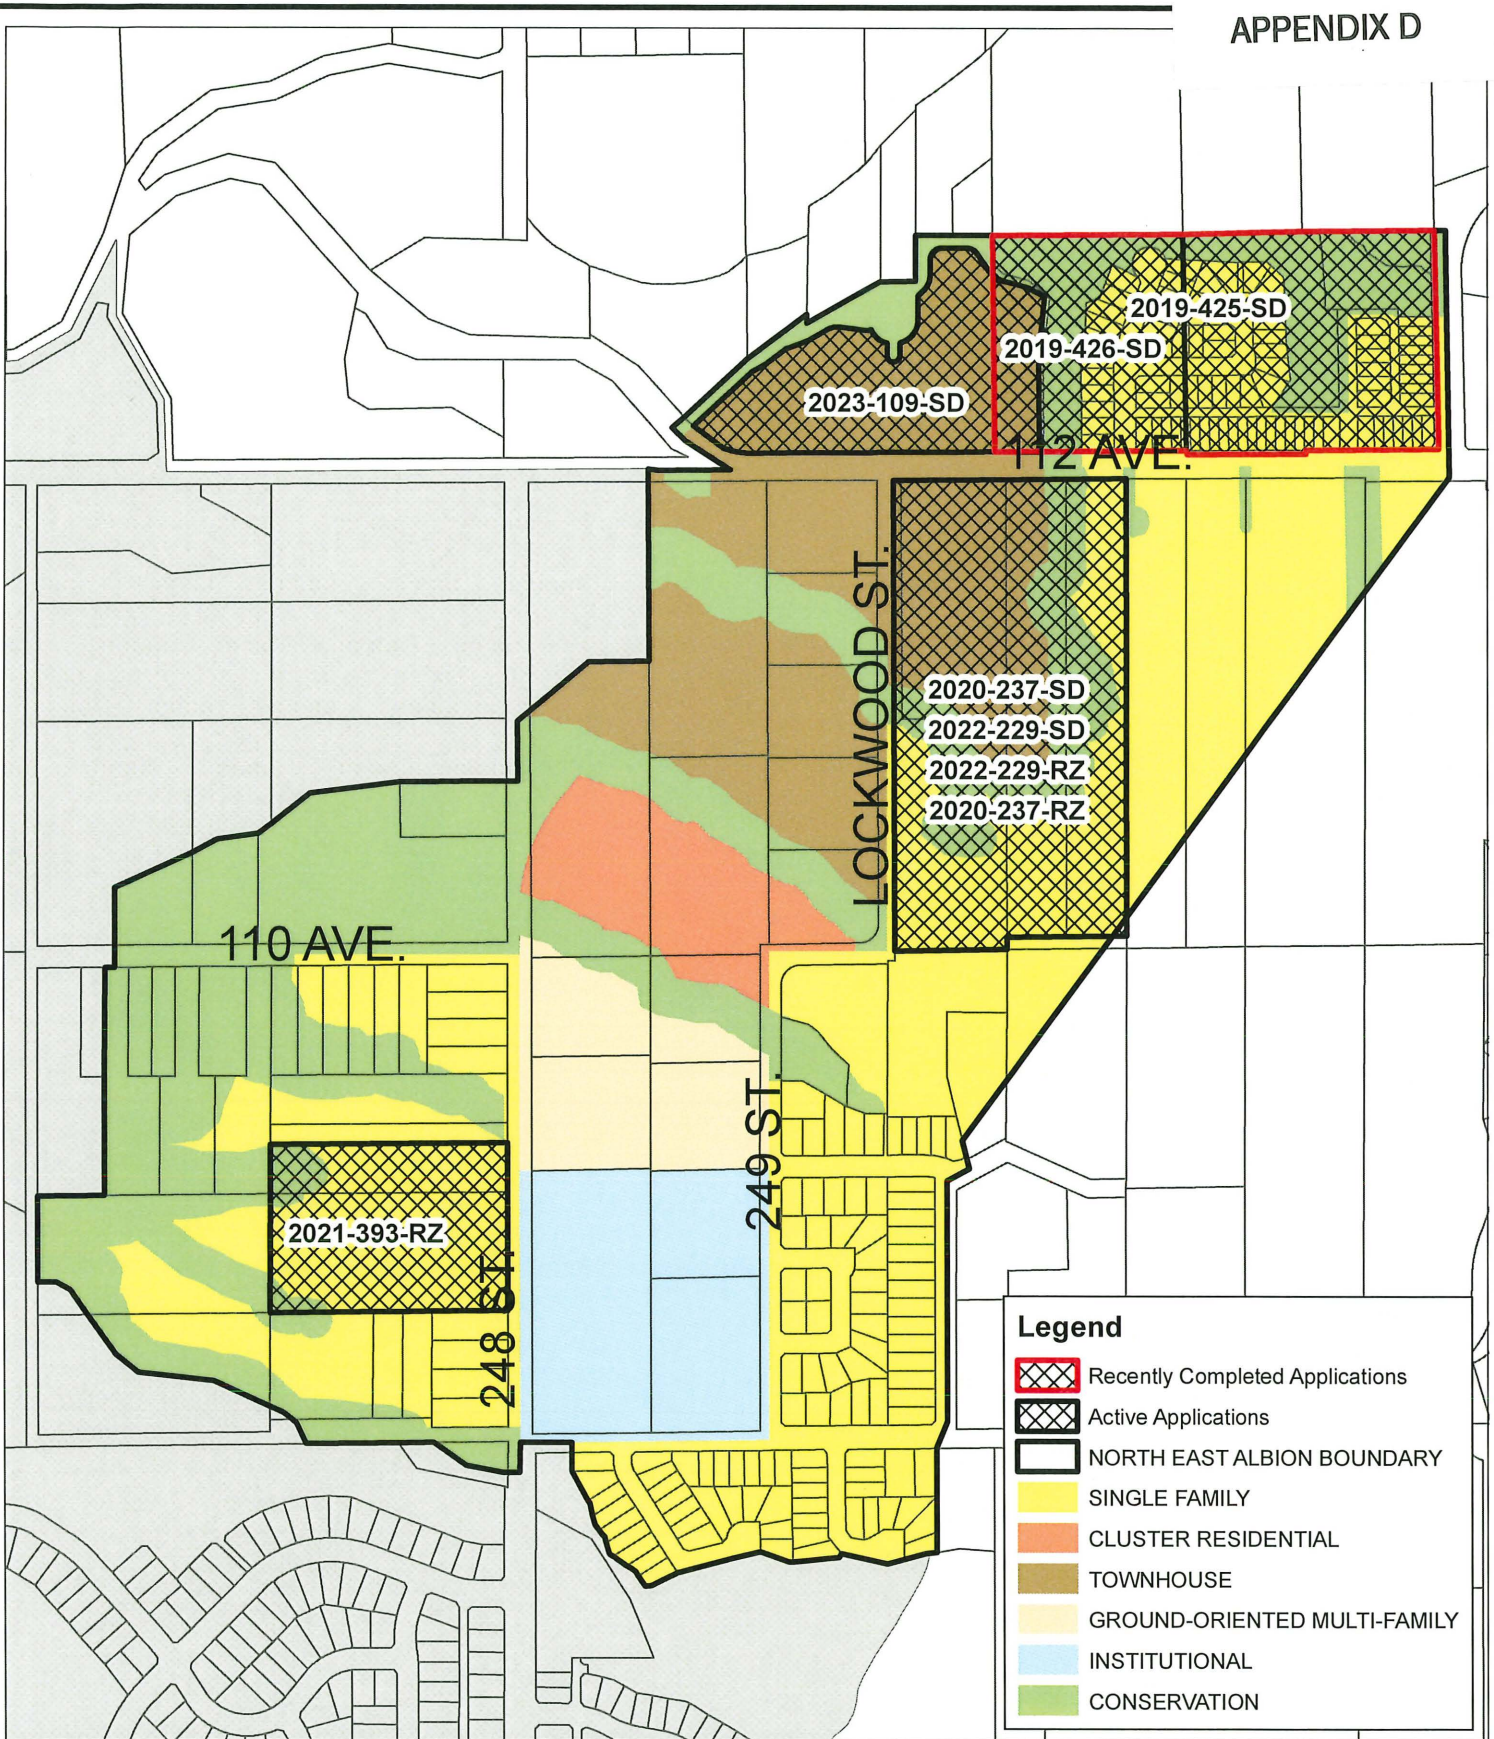 APPENDIX D
2019-425-SD
2019-426-SD
2023-109-SD
112 AVE.
LOCKWOOD ST.
2020-237-SD
2022-229-SD
2022-229-RZ
2020-237-RZ
110 AVE.
249 ST.
2021-393-RZ
248 ST.
Legend
Recently Completed Applications
Active Applications
NORTH EAST ALBION BOUNDARY
SINGLE FAMILY
CLUSTER RESIDENTIAL
TOWNHOUSE
GROUND-ORIENTED MULTI-FAMILY
INSTITUTIONAL
CONSERVATION